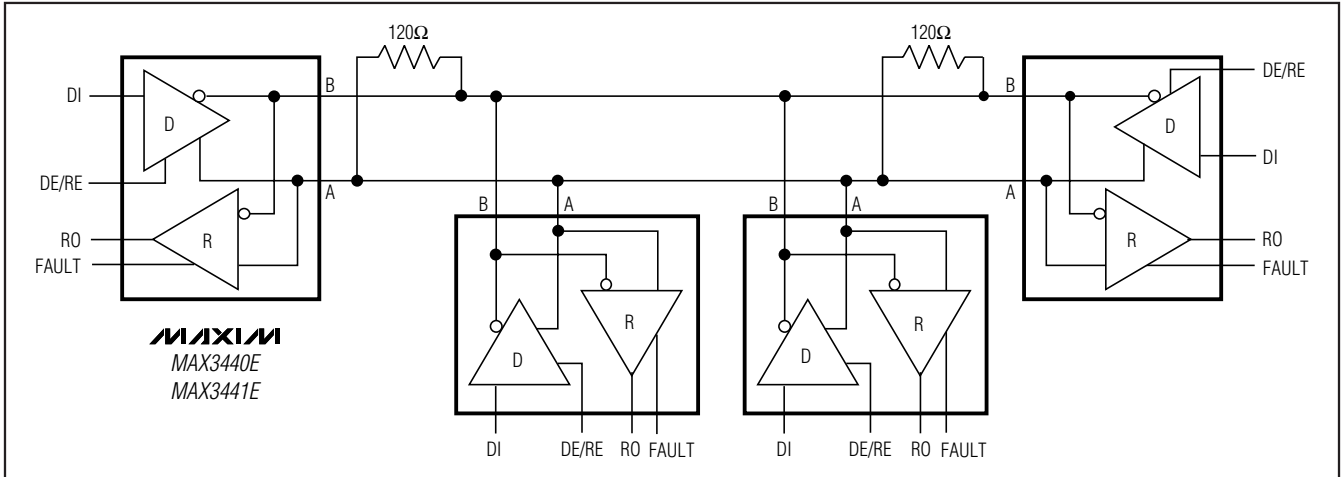 120Ω 120Ω
DI B B DE/RE
D D
DI
DE/RE A A
B A B A
RO R R RO
FAULT FAULT
R R
D D
MAXIM
MAX3440E
MAX3441E
DI DE/RE RO FAULT DI DE/RE RO FAULT